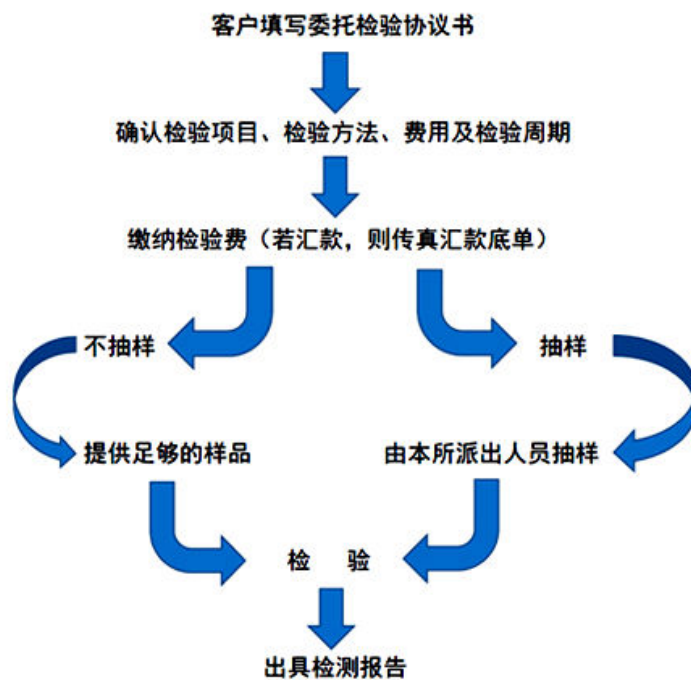 客户填写委托检验协议书
确认检验项目、检验方法、费用及检验周期
缴纳检验费（若汇款，则传真汇款底单）
不抽样
抽样
提供足够的样品
由本所派出人员抽样
检 验
出具检测报告